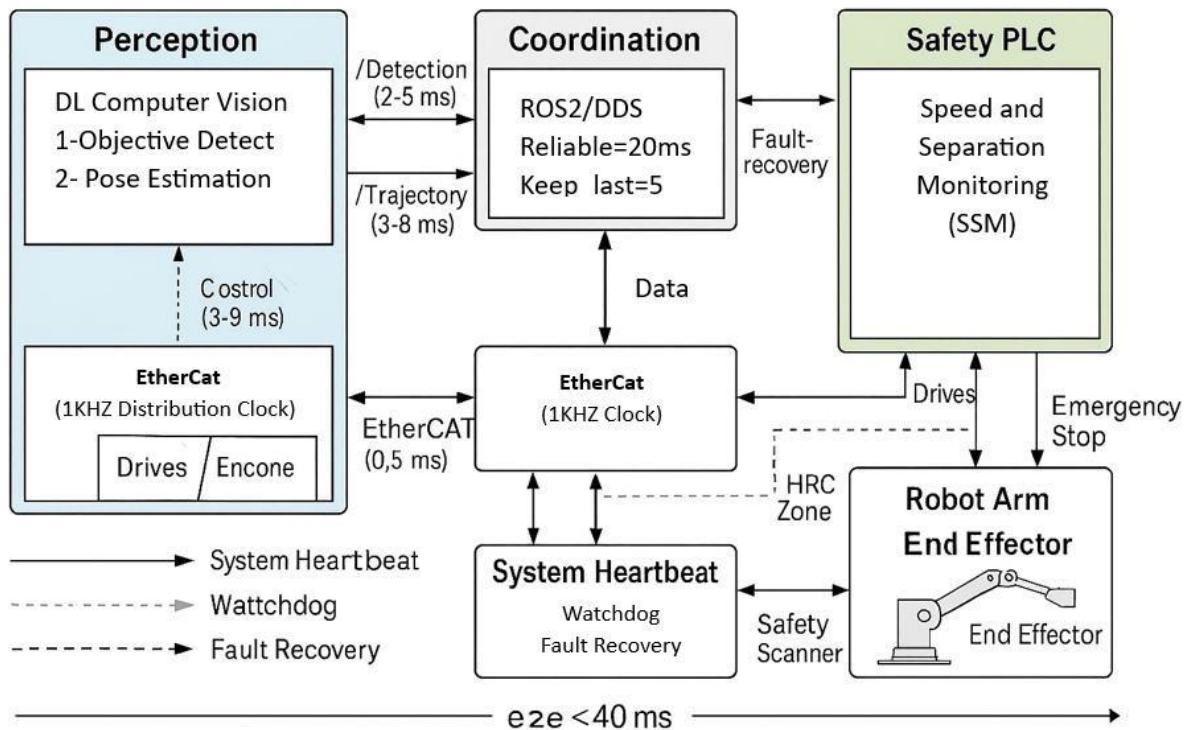 Perception
DL Computer Vision
1-Objective Detect
2- Pose Estimation
Costrol
(3-9 ms)
EtherCat
(1KHZ Distribution Clock)
Drives / Encone
/Detection
(2-5 ms)
/Trajectory
(3-8 ms)
EtherCAT
(0,5 ms)
Coordination
ROS2/DDS
Reliable=20ms
Keep last=5
Data
EtherCat
(1KHZ Clock)
System Heartbeat
Watchdog
Fault Recovery
Fault-
recovery
Safety PLC
Speed and
Separation
Monitoring
(SSM)
Drives
Emergency
Stop
HRC
Zone
Safety
Scanner
Robot Arm
End Effector
End Effector
System Heartbeat
Wattchdog
Fault Recovery
e2e <40 ms